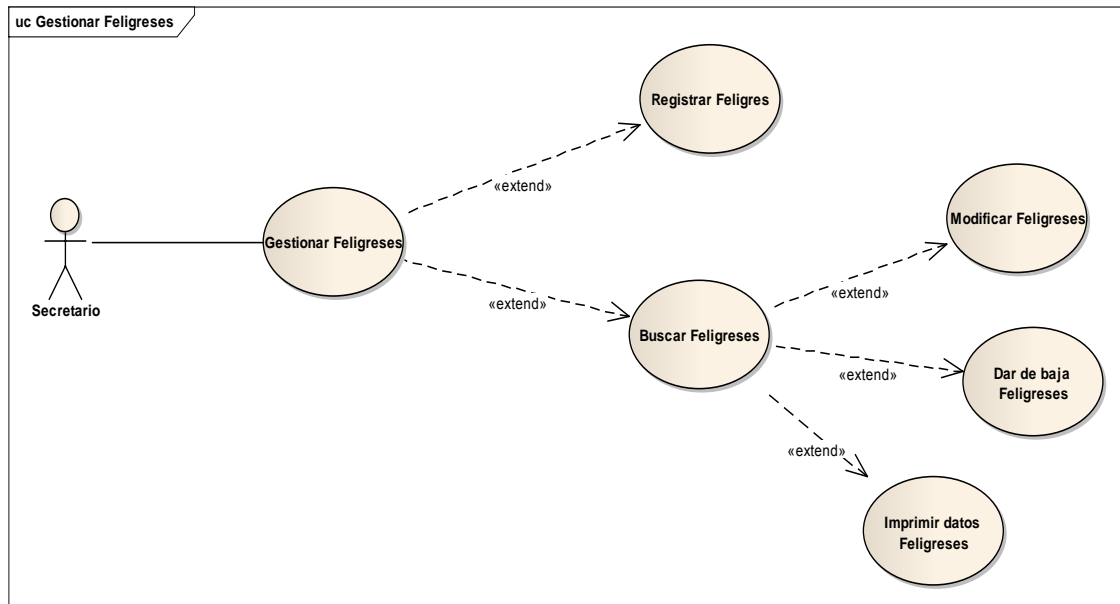 uc Gestionar Feligreses
Registrar Feligres
«extend»
Modificar Feligreses
Gestionar Feligreses
«extend»
«extend»
Secretario
Buscar Feligreses
«extend»
Dar de baja
Feligreses
«extend»
Imprimir datos
Feligreses